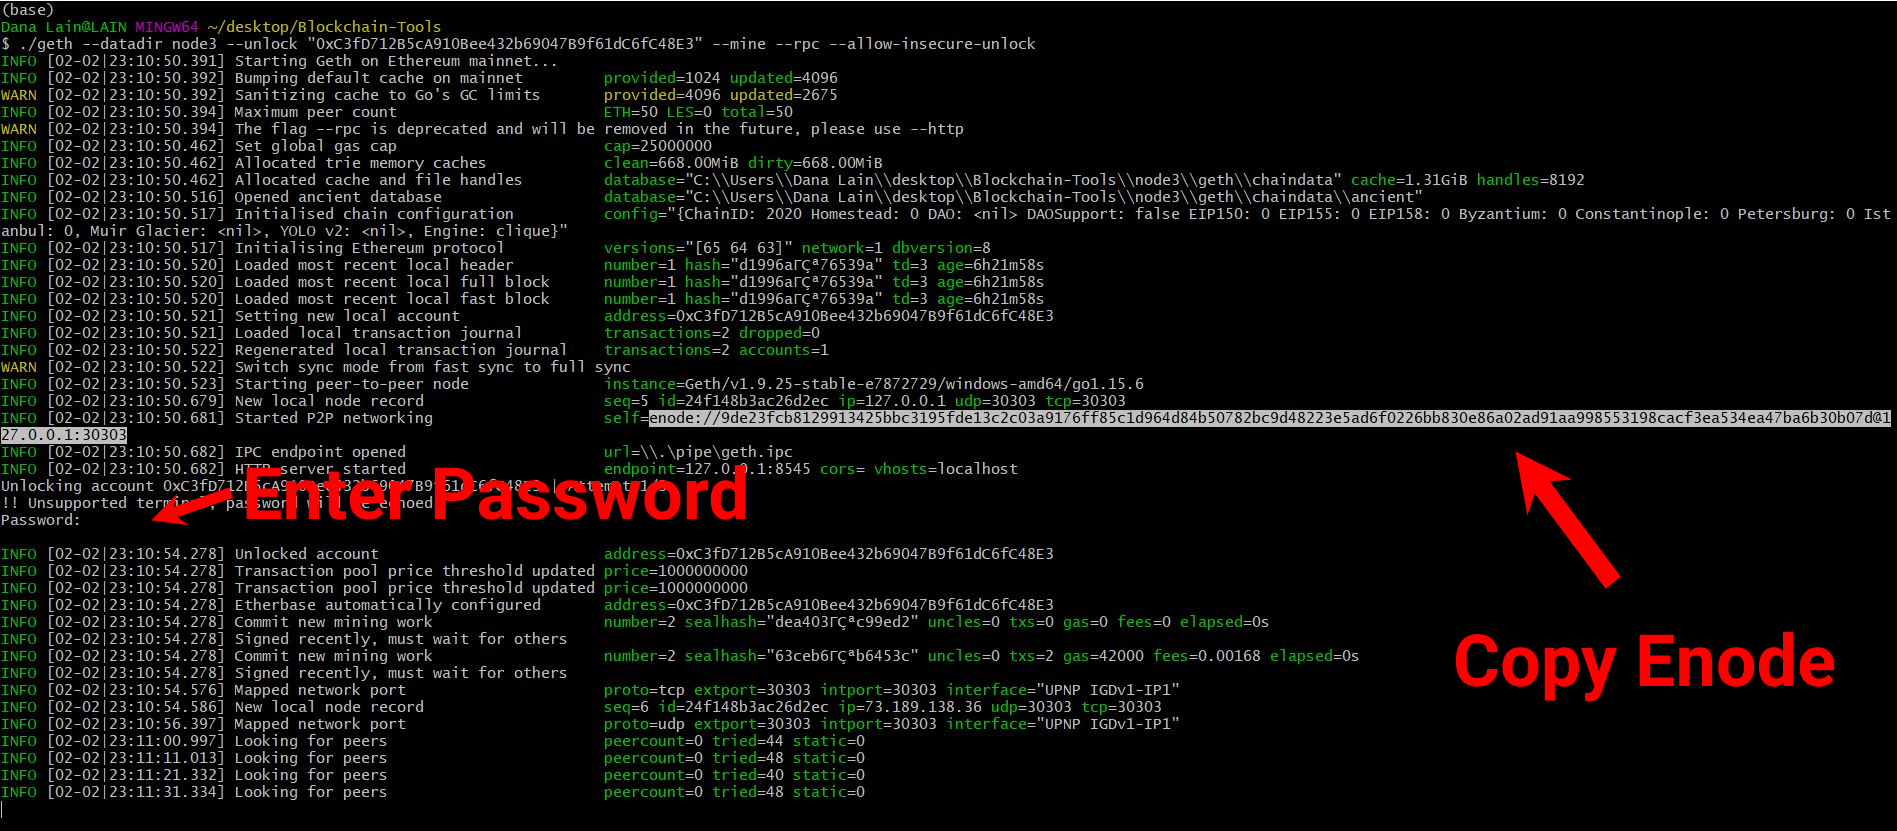 (base)
Dana Lain@LAIN MINGW64 ~/desktop/Blockchain-Tools
$ ./geth --datadir node3 --unlock "0xC3fD712B5cA910Bee432b69047B9f61dC6fC48E3" --mine --rpc --allow-insecure-unlock
INFO [02-02|23:10:50.391] Starting Geth on Ethereum mainnet...
INFO [02-02|23:10:50.392] Bumping default cache on mainnet provided=1024 updated=4096
WARN [02-02|23:10:50.392] Sanitizing cache to Go's GC limits provided=4096 updated=2675
INFO [02-02|23:10:50.394] Maximum peer count ETH=50 LES=0 total=50
WARN [02-02|23:10:50.394] The flag --rpc is deprecated and will be removed in the future, please use --http
INFO [02-02|23:10:50.462] Set global gas cap cap=25000000
INFO [02-02|23:10:50.462] Allocated trie memory caches clean=668.00MiB dirty=668.00MiB
INFO [02-02|23:10:50.462] Allocated cache and file handles database="C:\\Users\\Dana Lain\\desktop\\Blockchain-Tools\\node3\\geth\\chaindata" cache=1.31GiB handles=8192
INFO [02-02|23:10:50.516] Opened ancient database database="C:\\Users\\Dana Lain\\desktop\\Blockchain-Tools\\node3\\geth\\chaindata\\ancient"
INFO [02-02|23:10:50.517] Initialised chain configuration config="{ChainID: 2020 Homestead: 0 DAO: <nil> DAOSupport: false EIP150: 0 EIP155: 0 EIP158: 0 Byzantium: 0 Constantinople: 0 Petersburg: 0 Ist
anbul: 0, Muir Glacier: <nil>, YOLO v2: <nil>, Engine: clique}"
INFO [02-02|23:10:50.517] Initialising Ethereum protocol versions="[65 64 63]" network=1 dbversion=8
INFO [02-02|23:10:50.520] Loaded most recent local header number=1 hash="d1996aΓÇª76539a" td=3 age=6h21m58s
INFO [02-02|23:10:50.520] Loaded most recent local full block number=1 hash="d1996aΓÇª76539a" td=3 age=6h21m58s
INFO [02-02|23:10:50.520] Loaded most recent local fast block number=1 hash="d1996aΓÇª76539a" td=3 age=6h21m58s
INFO [02-02|23:10:50.521] Setting new local account address=0xC3fD712B5cA910Bee432b69047B9f61dC6fC48E3
INFO [02-02|23:10:50.521] Loaded local transaction journal transactions=2 dropped=0
INFO [02-02|23:10:50.522] Regenerated local transaction journal transactions=2 accounts=1
WARN [02-02|23:10:50.522] Switch sync mode from fast sync to full sync
INFO [02-02|23:10:50.523] Starting peer-to-peer node instance=Geth/v1.9.25-stable-e7872729/windows-amd64/go1.15.6
INFO [02-02|23:10:50.679] New local node record seq=5 id=24f148b3ac26d2ec ip=127.0.0.1 udp=30303 tcp=30303
INFO [02-02|23:10:50.681] Started P2P networking self=enode://9de23fcb8129913425bbc3195fde13c2c03a9176ff85c1d964d84b50782bc9d48223e5ad6f0226bb830e86a02ad91aa998553198cacf3ea534ea47ba6b30b07d@1
27.0.0.1:30303
INFO [02-02|23:10:50.682] IPC endpoint opened url=\\.\pipe\geth.ipc
INFO [02-02|23:10:50.682] HTTP server started endpoint=127.0.0.1:8545 cors= vhosts=localhost
Unlocking account
!! Unsupported password will
Enter Password
Password:
INFO [02-02|23:10:54.278] Unlocked account address=0xC3fD712B5cA910Bee432b69047B9f61dC6fC48E3
INFO [02-02|23:10:54.278] Transaction pool price threshold updated price=1000000000
INFO [02-02|23:10:54.278] Transaction pool price threshold updated price=1000000000
INFO [02-02|23:10:54.278] Etherbase automatically configured address=0xC3fD712B5cA910Bee432b69047B9f61dC6fC48E3
INFO [02-02|23:10:54.278] Commit new mining work number=2 sealhash="dea403ΓÇªc99ed2" uncles=0 txs=0 gas=0 fees=0 elapsed=0s
INFO [02-02|23:10:54.278] Signed recently, must wait for others
INFO [02-02|23:10:54.278] Commit new mining work number=2 sealhash="63ceb6ΓÇªb6453c" uncles=0 txs=2 gas=42000 fees=0.00168 elapsed=0s
INFO [02-02|23:10:54.278] Signed recently, must wait for others
Copy Enode
INFO [02-02|23:10:54.576] Mapped network port proto=tcp extport=30303 intport=30303 interface="UPNP IGDv1-IP1"
INFO [02-02|23:10:54.586] New local node record seq=6 id=24f148b3ac26d2ec ip=73.189.138.36 udp=30303 tcp=30303
INFO [02-02|23:10:56.397] Mapped network port proto=udp extport=30303 intport=30303 interface="UPNP IGDv1-IP1"
INFO [02-02|23:11:00.997] Looking for peers peercount=0 tried=44 static=0
INFO [02-02|23:11:11.013] Looking for peers peercount=0 tried=48 static=0
INFO [02-02|23:11:21.332] Looking for peers peercount=0 tried=40 static=0
INFO [02-02|23:11:31.334] Looking for peers peercount=0 tried=48 static=0